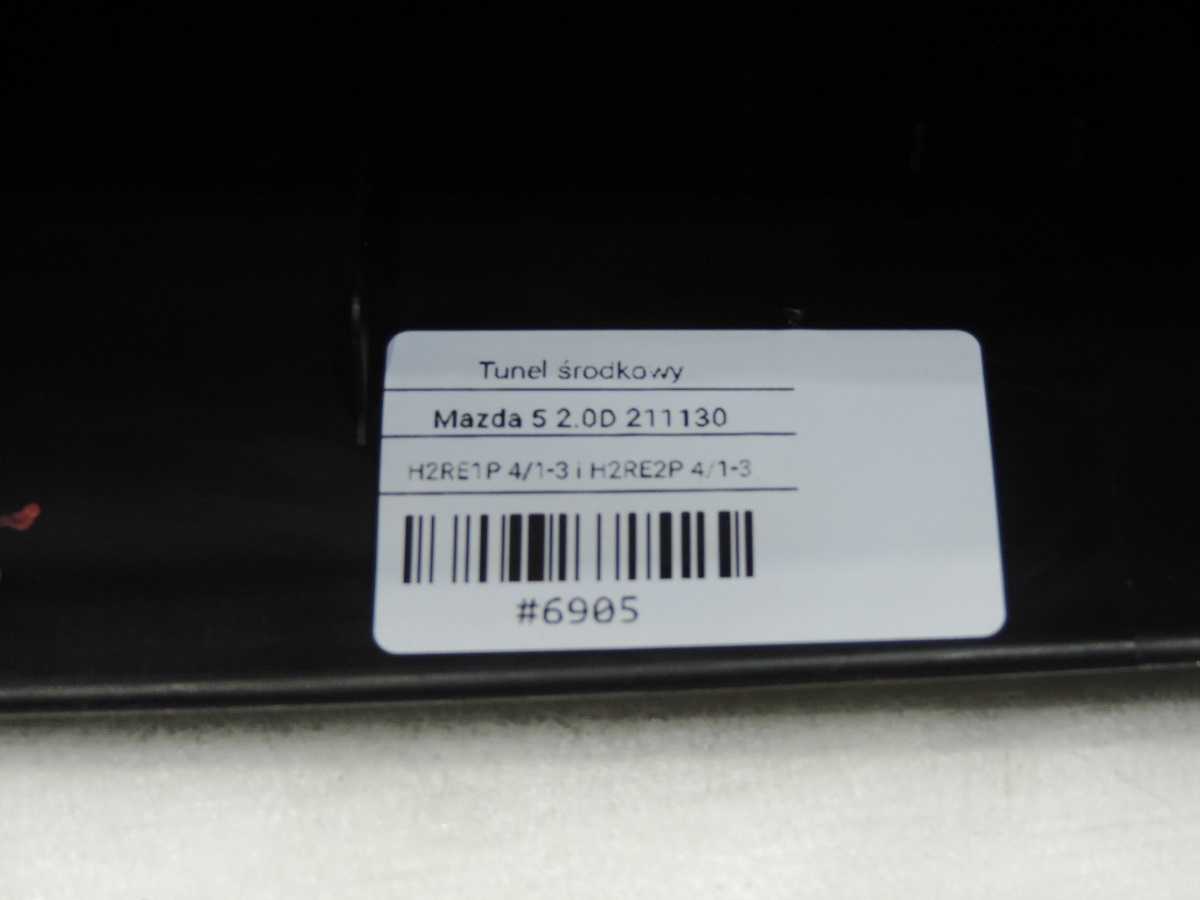 Tunel środkowy
Mazda 5 2.0D 211130
H2RE1P 4/1-3 i H2RE2P 4/1-3
#6905